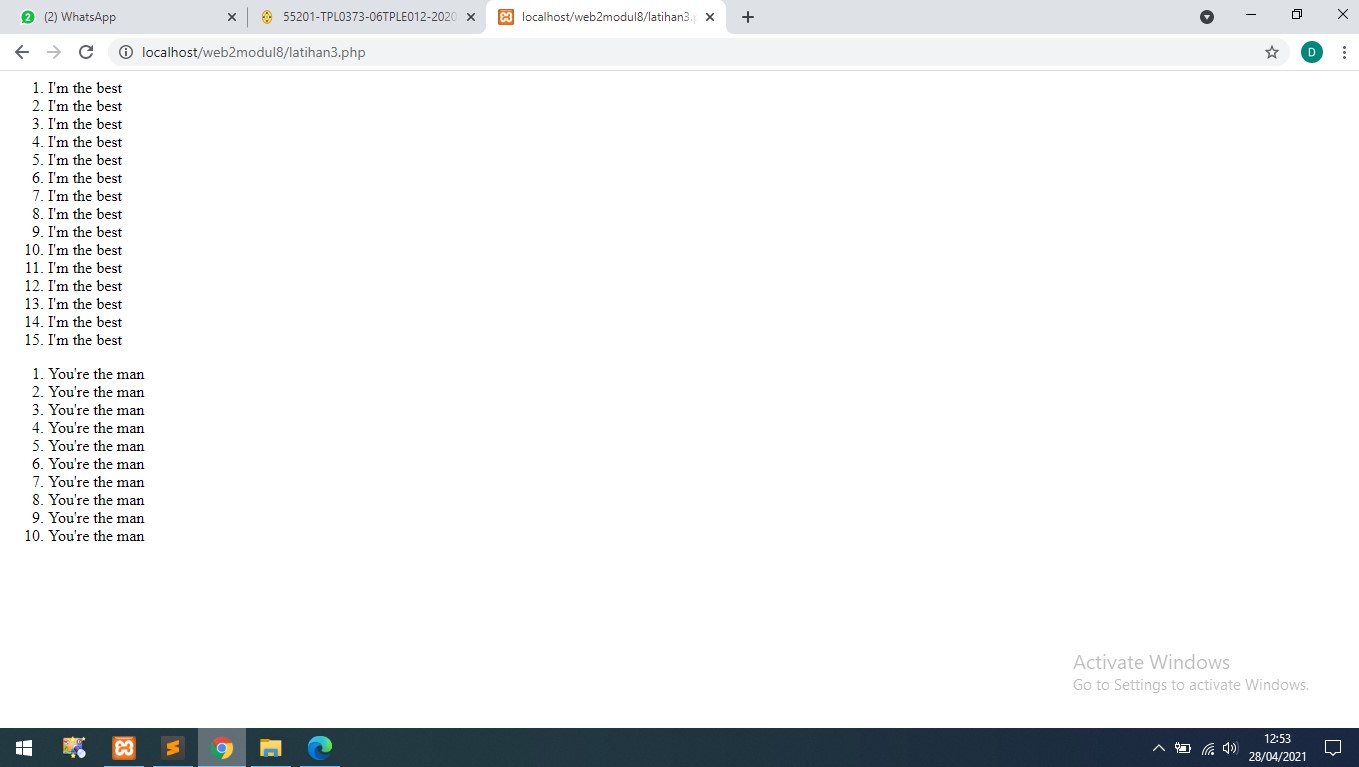 2 (2) WhatsApp
55201-TPL0373-06TPLE012-2020
localhost/web2modul8/latihan3.p
localhost/web2modul8/latihan3.php
D
1. I'm the best
2. I'm the best
3. I'm the best
4. I'm the best
5. I'm the best
6. I'm the best
7. I'm the best
8. I'm the best
9. I'm the best
10. I'm the best
11. I'm the best
12. I'm the best
13. I'm the best
14. I'm the best
15. I'm the best
1. You're the man
2. You're the man
3. You're the man
4. You're the man
5. You're the man
6. You're the man
7. You're the man
8. You're the man
9. You're the man
10. You're the man
Activate Windows
Go to Settings to activate Windows.
12:53
28/04/2021